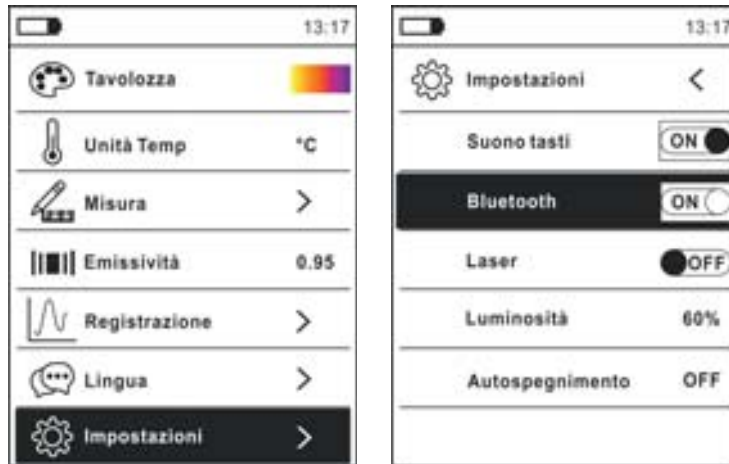 13:17
Tavolozza
Unità Temp °C
Misura >
Emissività 0.95
Registrazione >
Lingua >
Impostazioni >
13:17
Impostazioni <
Suono tasti ON
Bluetooth ON
Laser OFF
Luminosità 60%
Autospegnimento OFF